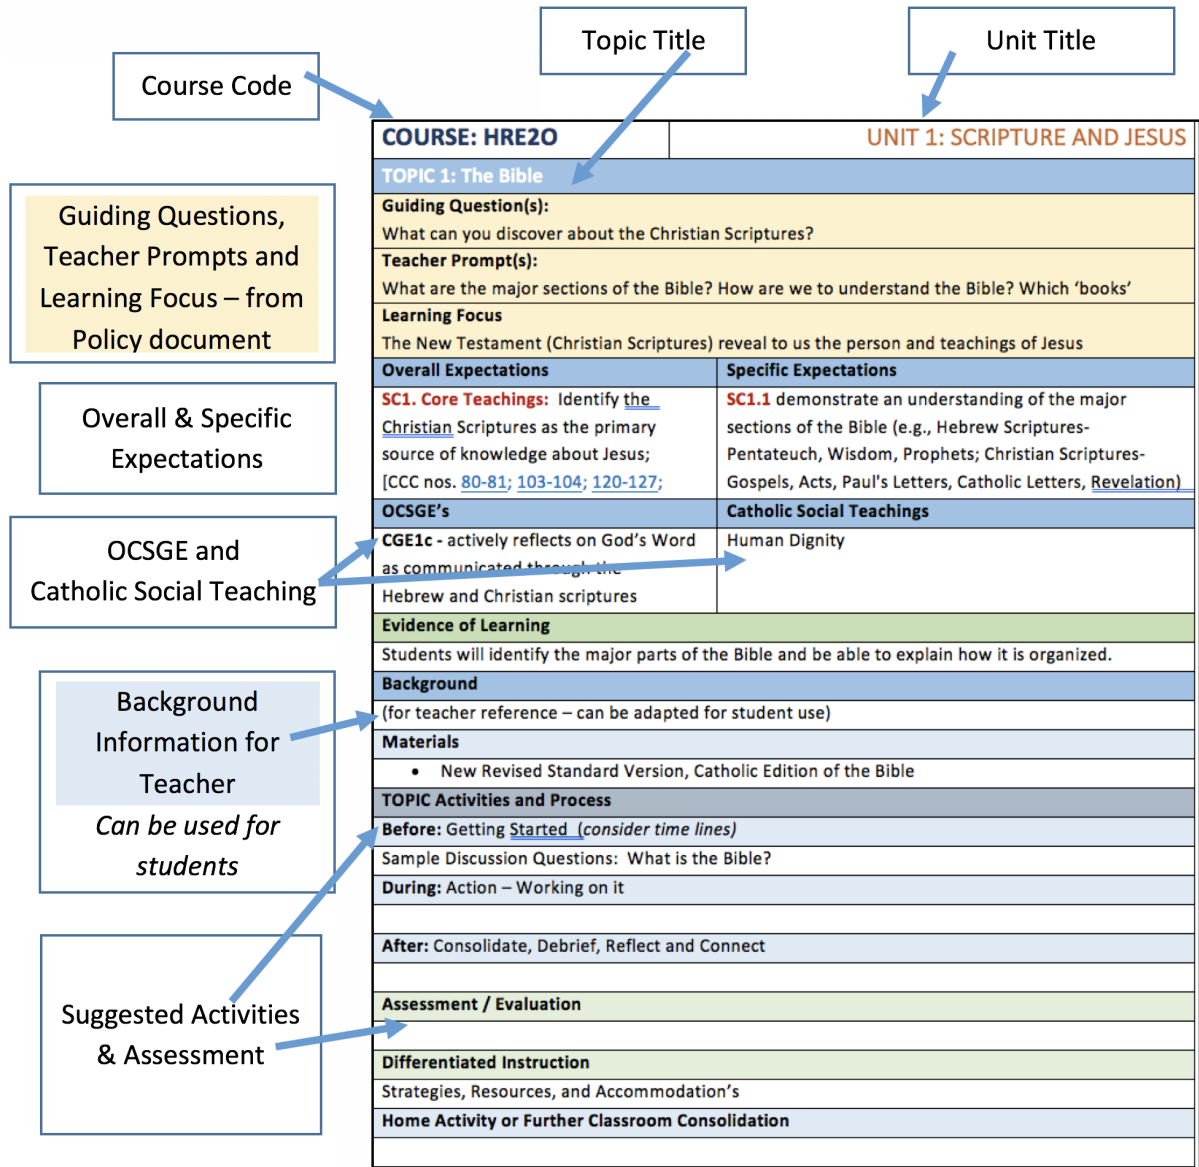 Topic Title
Unit Title
Course Code
COURSE: HRE2O
UNIT 1: SCRIPTURE AND JESUS
TOPIC 1: The Bible
Guiding Questions,
Teacher Prompts and
Learning Focus – from
Policy document
Guiding Question(s):
What can you discover about the Christian Scriptures?
Teacher Prompt(s):
What are the major sections of the Bible? How are we to understand the Bible? Which ‘books’
Learning Focus
The New Testament (Christian Scriptures) reveal to us the person and teachings of Jesus
Overall & Specific
Expectations
Overall Expectations
SC1. Core Teachings: Identify the
Christian Scriptures as the primary
source of knowledge about Jesus;
[CCC nos. 80-81; 103-104; 120-127;
Specific Expectations
SC1.1 demonstrate an understanding of the major
sections of the Bible (e.g., Hebrew Scriptures-
Pentateuch, Wisdom, Prophets; Christian Scriptures-
Gospels, Acts, Paul's Letters, Catholic Letters, Revelation)
OCSGE and
Catholic Social Teaching
OCSGE’s
CGE1c - actively reflects on God’s Word
as communicated through the
Hebrew and Christian scriptures
Catholic Social Teachings
Human Dignity
Evidence of Learning
Students will identify the major parts of the Bible and be able to explain how it is organized.
Background
Information for
Teacher
Can be used for
students
Background
(for teacher reference – can be adapted for student use)
Materials
• New Revised Standard Version, Catholic Edition of the Bible
TOPIC Activities and Process
Before: Getting Started (consider time lines)
Sample Discussion Questions: What is the Bible?
During: Action – Working on it
After: Consolidate, Debrief, Reflect and Connect
Suggested Activities
& Assessment
Assessment / Evaluation
Differentiated Instruction
Strategies, Resources, and Accommodation’s
Home Activity or Further Classroom Consolidation